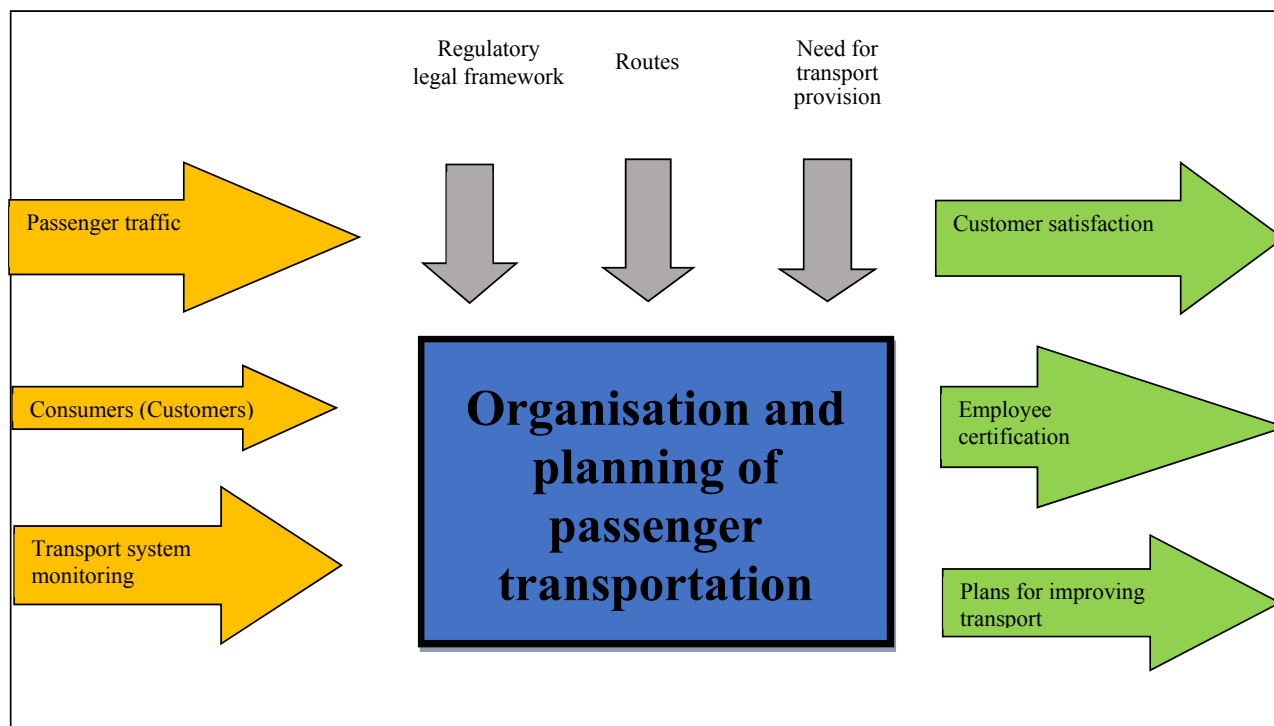 Regulatory
legal framework
Routes
Need for
transport
provision
Passenger traffic
Customer satisfaction
Consumers (Customers)
Organisation and
planning of
passenger
transportation
Employee
certification
Transport system
monitoring
Plans for improving
transport